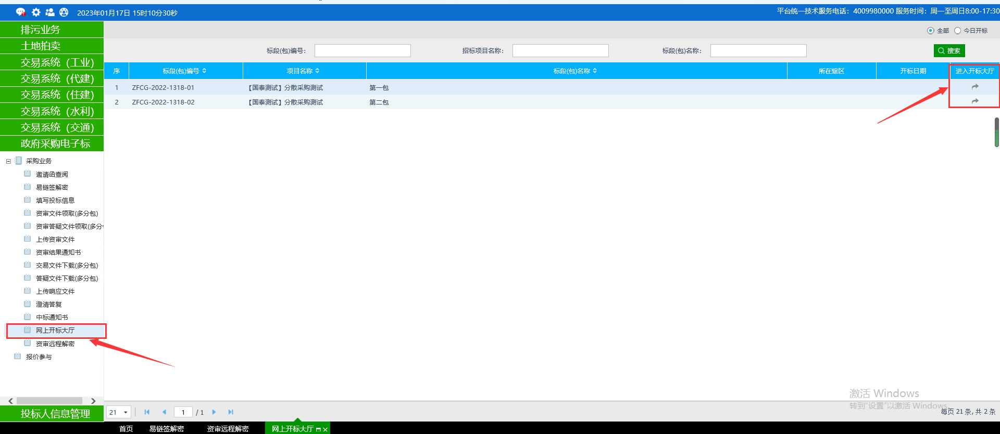 2023年01月17日 15时10分30秒
平台统一技术服务电话：4009980000 服务时间：周一至周日8:00-17:30
排污业务
土地拍卖
交易系统（工业）
交易系统（代建）
交易系统（住建）
交易系统（水利）
交易系统（交通）
政府采购电子标
采购业务
邀请函查阅
易链签解密
填写投标信息
资审文件领取(多分包)
资审答疑文件领取(多分
上传资审文件
资审结果通知书
交易文件下载(多分包)
答疑文件下载(多分包)
上传响应文件
澄清答复
中标通知书
网上开标大厅
资审远程解密
报价参与
投标人信息管理
全部 今日开标
标段(包)编号： 招标项目名称： 标段(包)名称： 搜索
序 标段(包)编号 项目名称 标段(包)名称 所在辖区 开标日期 进入开标大厅
1 ZFCG-2022-1318-01 【国泰测试】分散采购测试 第一包
2 ZFCG-2022-1318-02 【国泰测试】分散采购测试 第二包
激活 Windows
转到“设置”以激活 Windows。
21 1 / 1 每页 21 条, 共 2 条
首页 易链签解密 资审远程解密 网上开标大厅